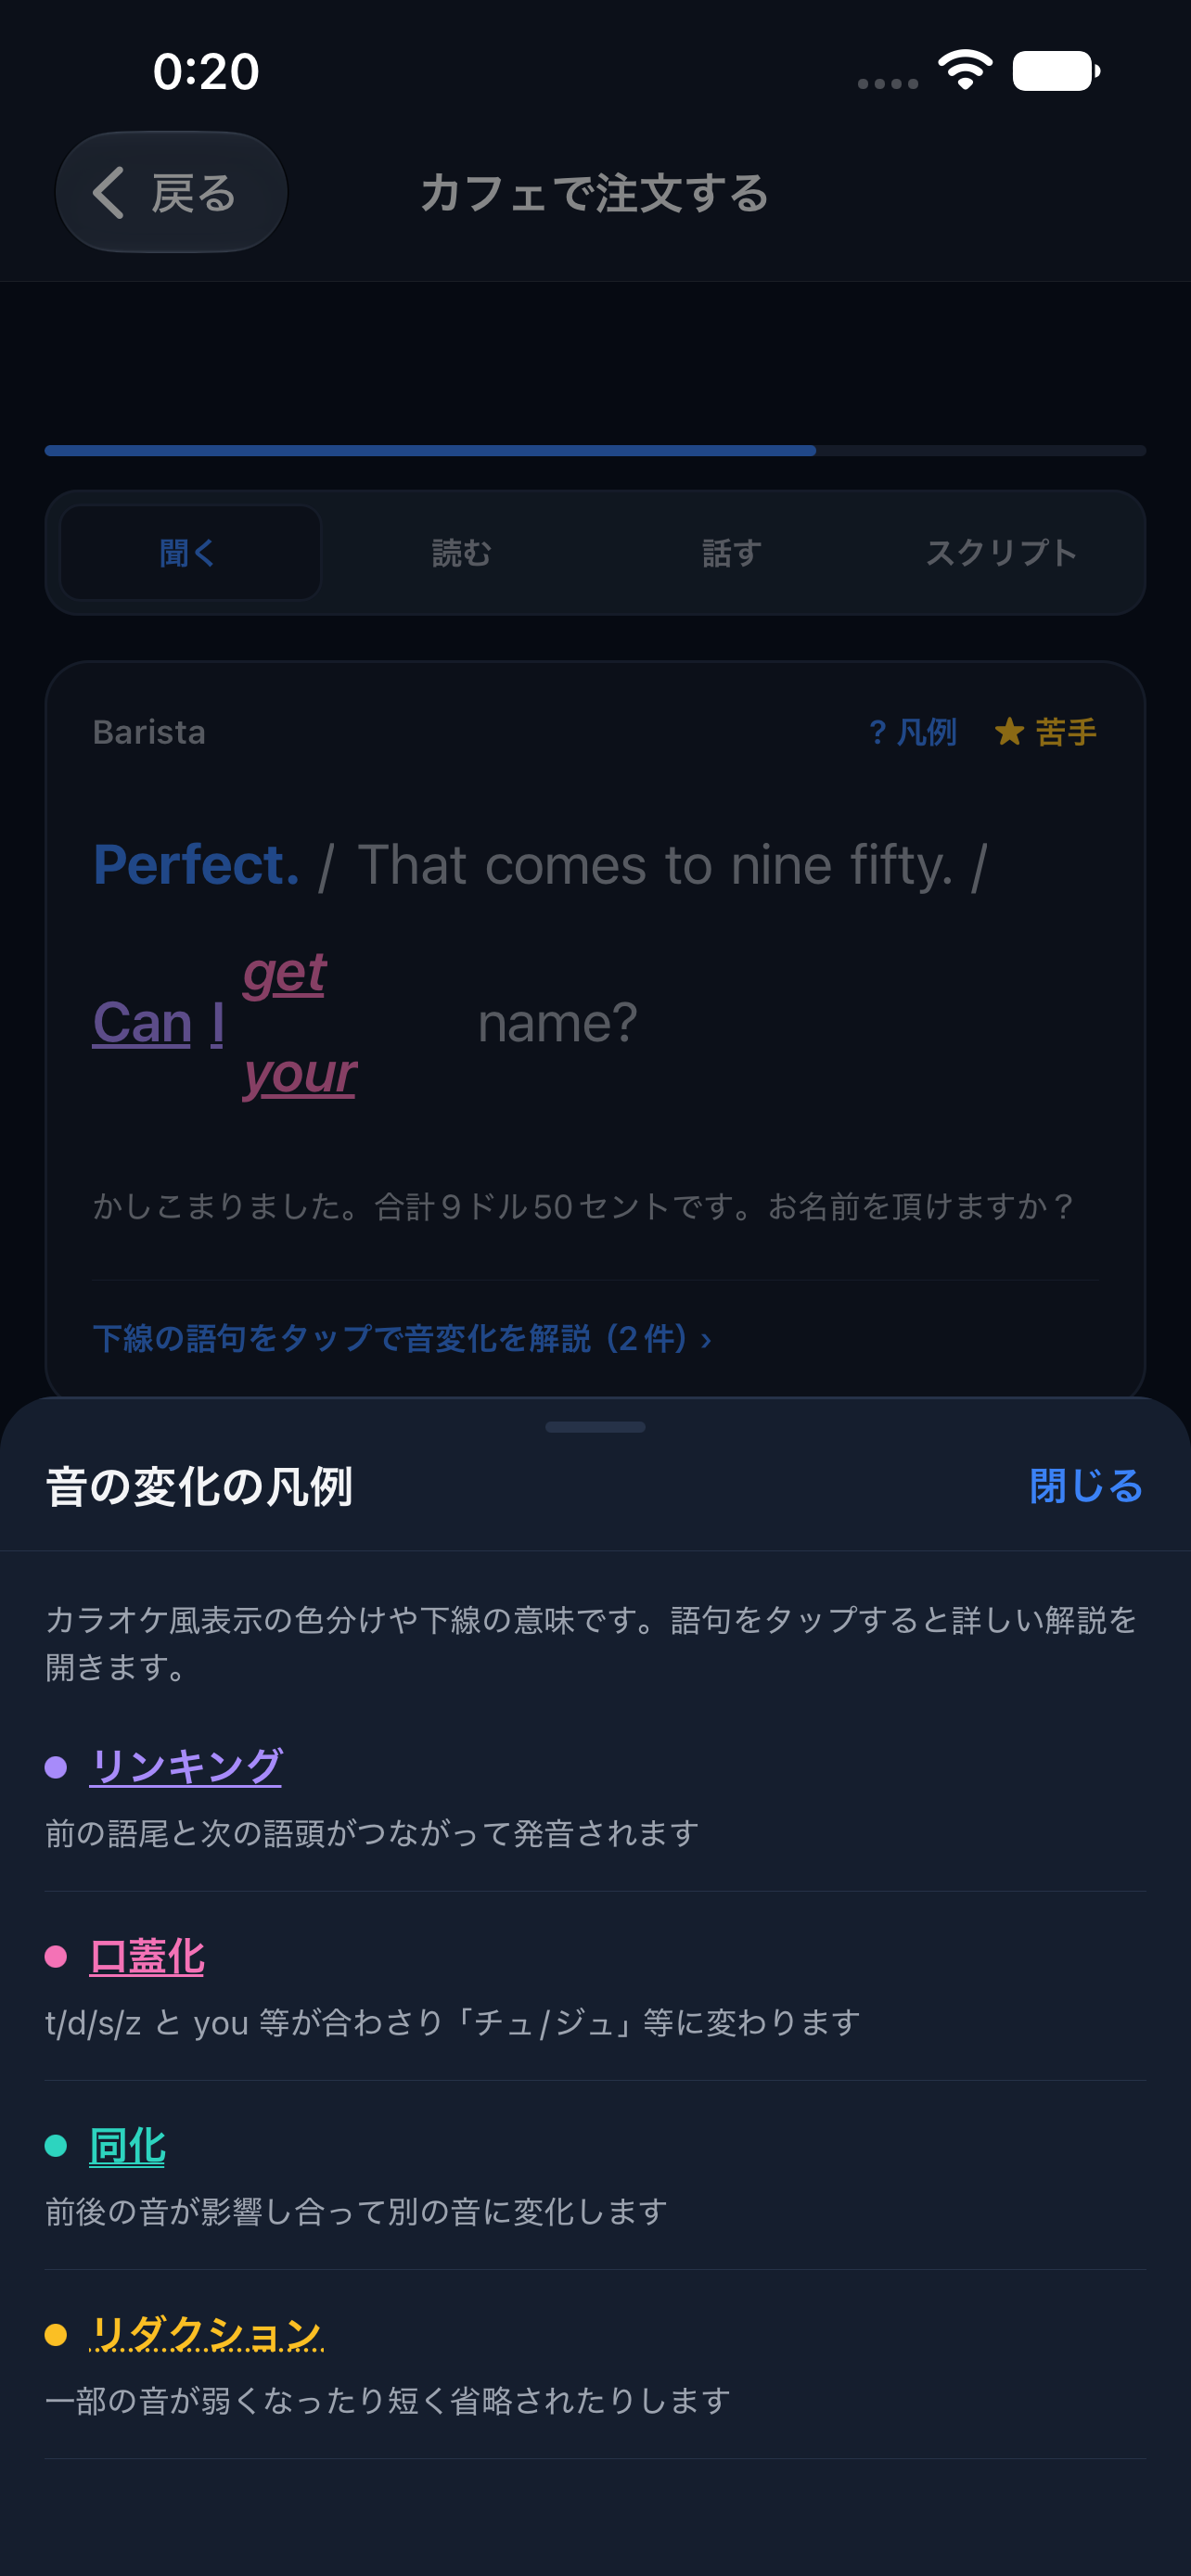 0:20
戻る
カフェで注文する
聞く 読む 話す スクリプト
Barista ? 凡例 ★ 苦手
Perfect. / That comes to nine fifty. /
Can I get your name?
かしこまりました。合計9ドル50セントです。お名前を頂けますか？
下線の語句をタップで音変化を解説（2件）›
音の変化の凡例 閉じる
カラオケ風表示の色分けや下線の意味です。語句をタップすると詳しい解説を
開きます。
リンキング
前の語尾と次の語頭がつながって発音されます
口蓋化
t/d/s/z と you 等が合わさり「チュ/ジュ」等に変わります
同化
前後の音が影響し合って別の音に変化します
リダクション
一部の音が弱くなったり短く省略されたりします